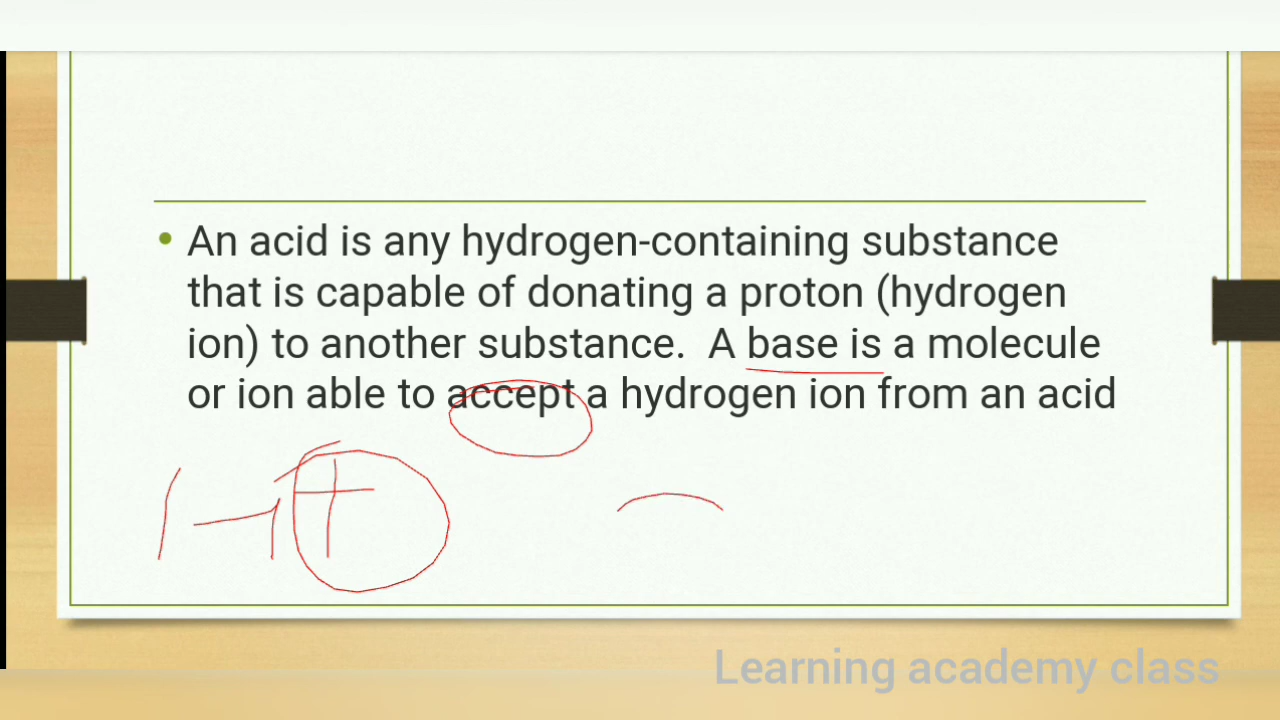 • An acid is any hydrogen-containing substance
that is capable of donating a proton (hydrogen
ion) to another substance.  A base is a molecule
or ion able to accept a hydrogen ion from an acid
H+
Learning academy class